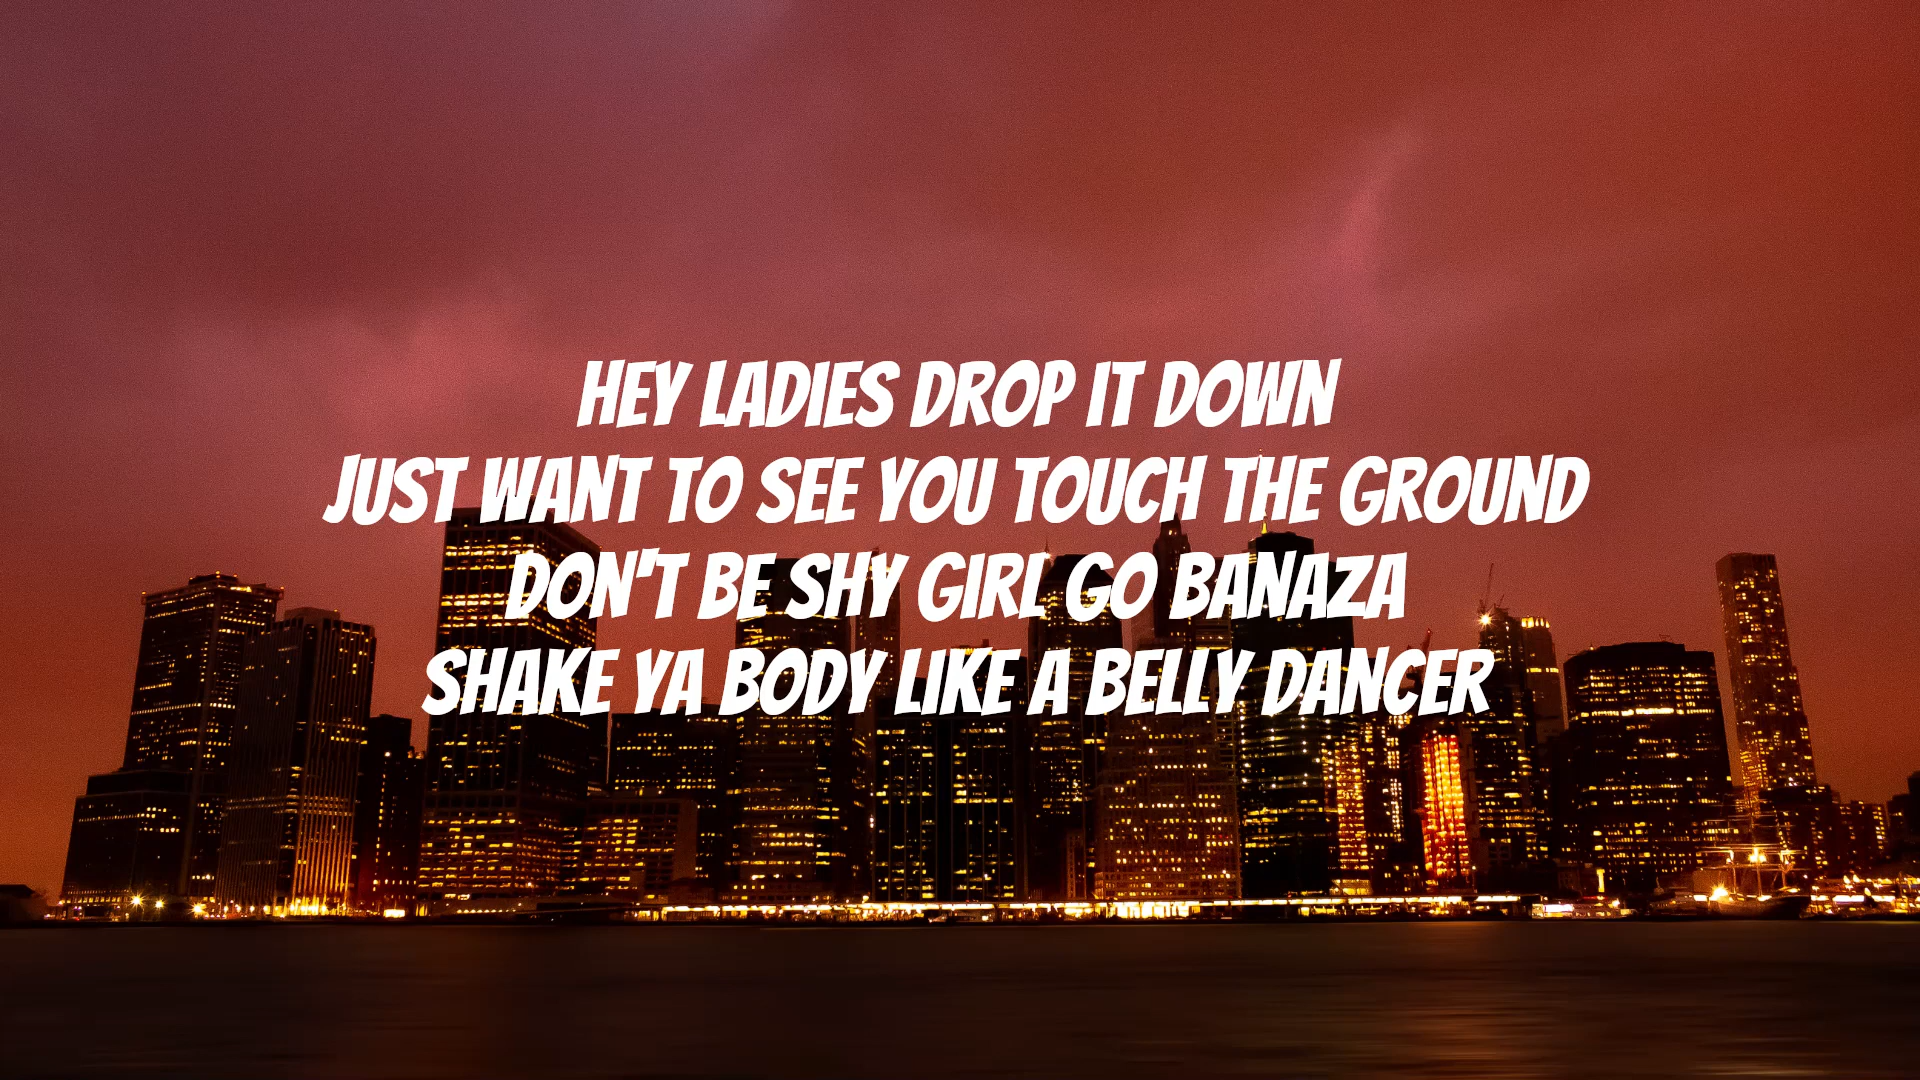 HEY LADIES DROP IT DOWN
JUST WANT TO SEE YOU TOUCH THE GROUND
DON'T BE SHY GIRL GO BANAZA
SHAKE YA BODY LIKE A BELLY DANCER